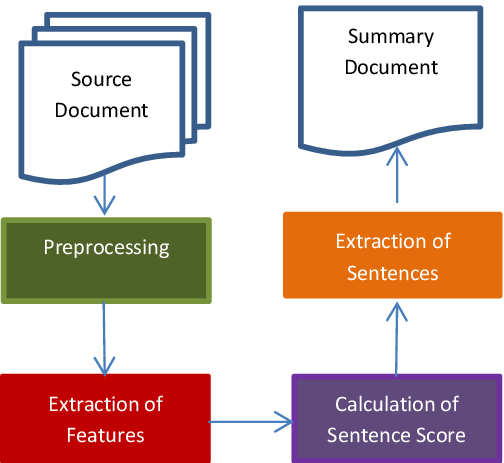 Source
Document
Preprocessing
Extraction of
Features
Calculation of
Sentence Score
Extraction of
Sentences
Summary
Document